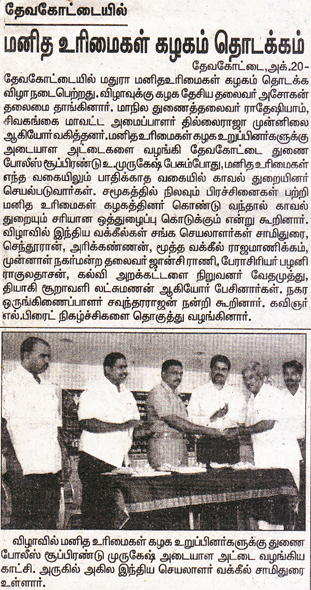 தேவகோட்டையில்
மனித உரிமைகள் கழகம் தொடக்கம்
தேவகோட்டை,அக்.20-
தேவகோட்டையில் மதுரா மனிதஉரிமைகள் கழகம் தொடக்க
விழா நடைபெற்றது. விழாவுக்கு கழக தேசிய தலைவர் அசோகன்
தலைமை தாங்கினார். மாநில துணைத்தலைவர் ராதேஷியாம்,
சிவகங்கை மாவட்ட அமைப்பாளர் தில்லைராஜா முன்னிலை
ஆகியோர் வகித்தனர். மனித உரிமைகள் கழக உறுப்பினர்களுக்கு
அடையாள அட்டைகளை வழங்கி தேவகோட்டை துணை
போலீஸ் சூப்பிரண்டு உ.முருகேஷ் பேசும்போது, மனித உரிமைகள்
எந்த வகையிலும் பாதிக்காத வகையில் காவல் துறையினர்
செயல்படுவார்கள். சமூகத்தில் நிலவும் பிரச்சினைகள் பற்றி
மனித உரிமைகள் கழகத்தினர் கொண்டு வந்தால் காவல்
துறையும் சரியான ஒத்துழைப்பு கொடுக்கும் என்று கூறினார்.
விழாவில் இந்திய வக்கீல்கள் சங்க செயலாளர்கள் சாமிதுரை,
செந்தூரான், அரிக்கண்ணன், மூத்த வக்கீல் ராஜமாணிக்கம்,
முன்னாள் நகர்மன்ற தலைவர் ஜான்சி ராணி, பேராசிரியர் பழனி
ராகுலதாசன், கல்வி அறக்கட்டளை நிறுவனர் வேதமுத்து,
தியாகி சூறாவளி லட்சுமணன் ஆகியோர் பேசினார்கள். நகர
ஒருங்கிணைப்பாளர் சவுந்தரராஜன் நன்றி கூறினார். கவிஞர்
எல்.பிரைட் நிகழ்ச்சிகளை தொகுத்து வழங்கினார்.
விழாவில் மனித உரிமைகள் கழக உறுப்பினர்களுக்கு துணை
போலீஸ் சூப்பிரண்டு முருகேஷ் அடையாள அட்டை வழங்கிய
காட்சி. அருகில் அகில இந்திய செயலாளர் வக்கீல் சாமிதுரை
உள்ளார்.